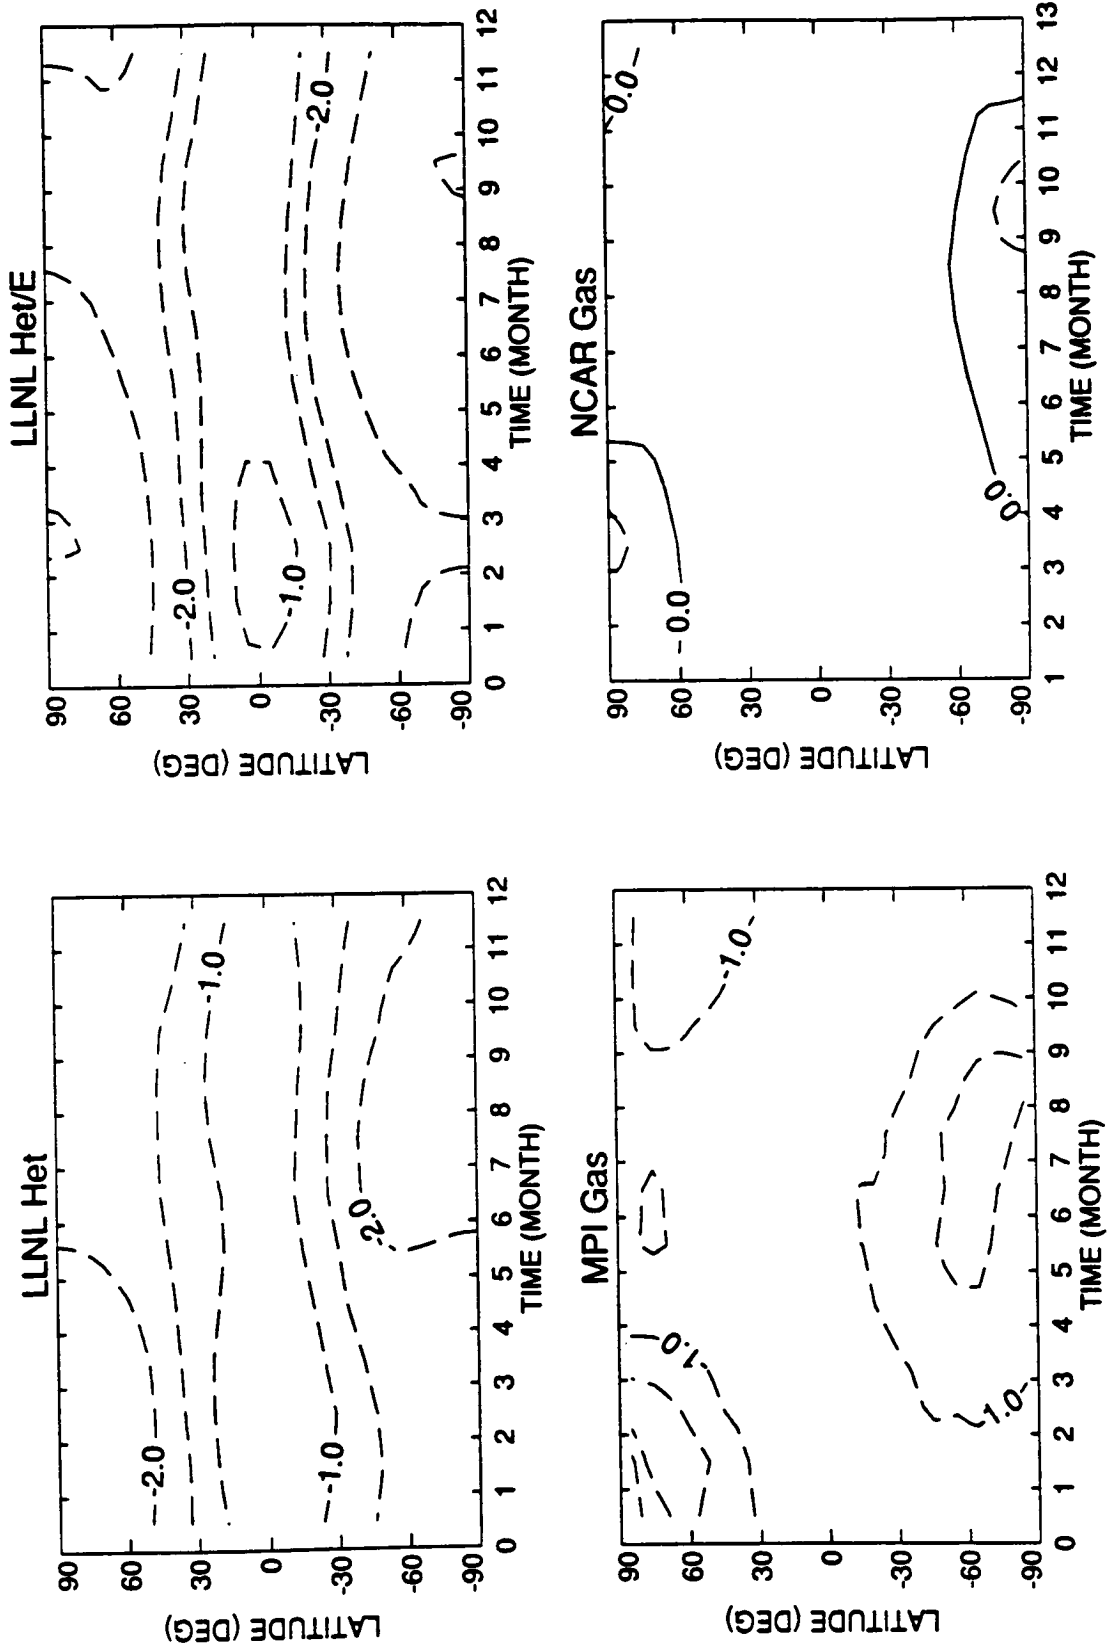 LLNL Het
LATITUDE (DEG)
90
60
30
0
-30
-60
-90
-2.0
-1.0
-1.0
-2.0
0 1 2 3 4 5 6 7 8 9 10 11 12
TIME (MONTH)
LLNL Het/E
LATITUDE (DEG)
90
60
30
0
-30
-60
-90
-2.0
-1.0
-2.0
0 1 2 3 4 5 6 7 8 9 10 11 12
TIME (MONTH)
MPI Gas
LATITUDE (DEG)
90
60
30
0
-30
-60
-90
-1.0
-1.0
-1.0
0 1 2 3 4 5 6 7 8 9 10 11 12
TIME (MONTH)
NCAR Gas
LATITUDE (DEG)
90
60
30
0
-30
-60
-90
0.0
0.0
0.0
1 2 3 4 5 6 7 8 9 10 11 12 13
TIME (MONTH)